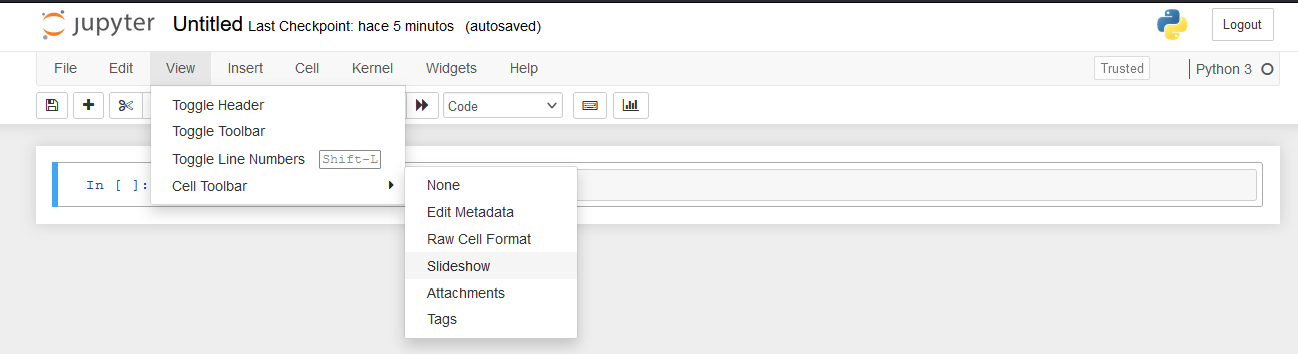 jupyter Untitled Last Checkpoint: hace 5 minutos (autosaved)
Logout
File Edit View Insert Cell Kernel Widgets Help
Trusted
Python 3
Code
Toggle Header
Toggle Toolbar
Toggle Line Numbers Shift-L
Cell Toolbar
In [ ]:
None
Edit Metadata
Raw Cell Format
Slideshow
Attachments
Tags